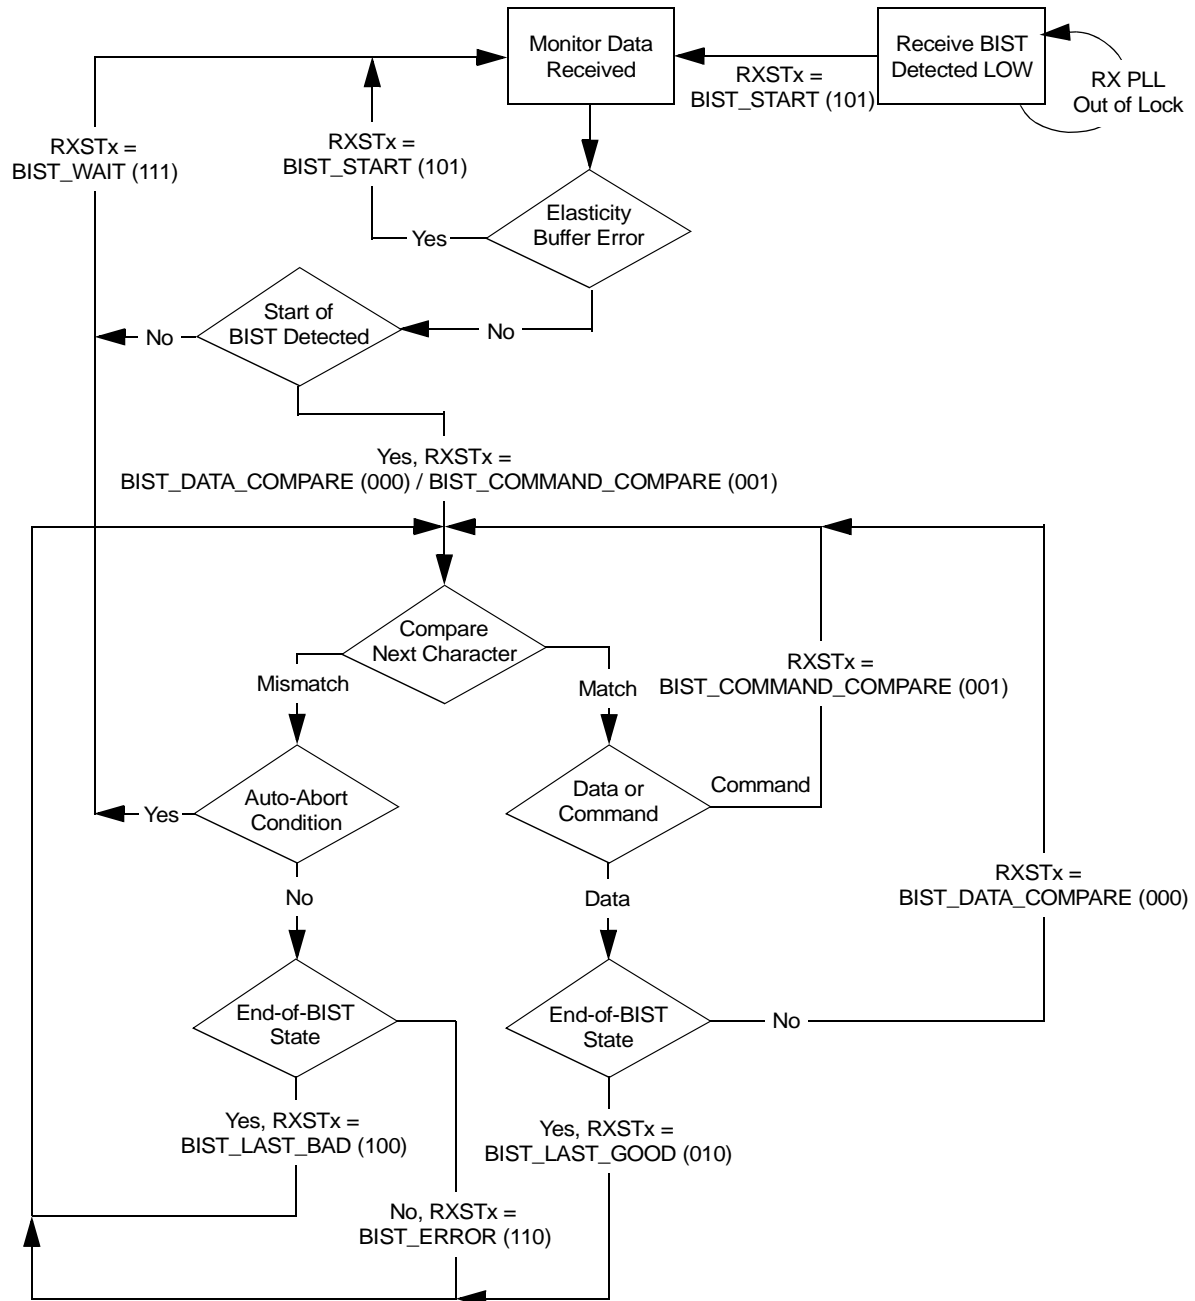 Monitor Data
Received
Receive BIST
Detected LOW
RXSTx =
BIST_START (101)
RX PLL
Out of Lock
RXSTx =
BIST_WAIT (111)
RXSTx =
BIST_START (101)
Elasticity
Buffer Error
Yes
No
Start of
BIST Detected
No
Yes, RXSTx =
BIST_DATA_COMPARE (000) / BIST_COMMAND_COMPARE (001)
Compare
Next Character
Mismatch
Match
RXSTx =
BIST_COMMAND_COMPARE (001)
Auto-Abort
Condition
Yes
Data or
Command
Command
No
Data
RXSTx =
BIST_DATA_COMPARE (000)
End-of-BIST
State
End-of-BIST
State
No
Yes, RXSTx =
BIST_LAST_BAD (100)
Yes, RXSTx =
BIST_LAST_GOOD (010)
No, RXSTx =
BIST_ERROR (110)